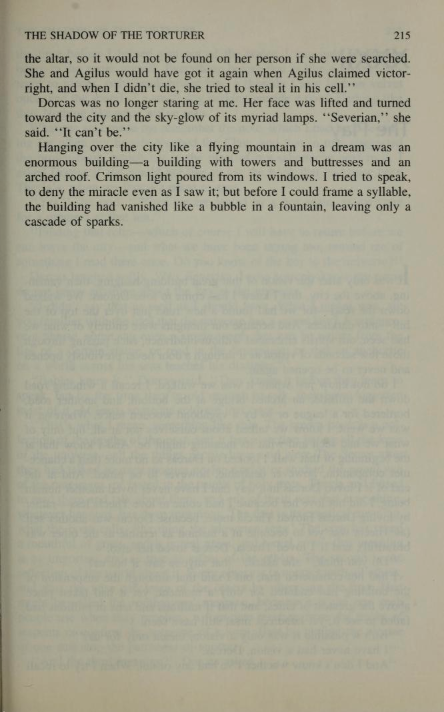 THE SHADOW OF THE TORTURER 215
the altar, so it would not be found on her person if she were searched.
She and Agilus would have got it again when Agilus claimed victor-
right, and when I didn't die, she tried to steal it in his cell.''
Dorcas was no longer staring at me. Her face was lifted and turned
toward the city and the sky-glow of its myriad lamps. ``Severian,'' she
said. ``It can't be.''
Hanging over the city like a flying mountain in a dream was an
enormous building—a building with towers and buttresses and an
arched roof. Crimson light poured from its windows. I tried to speak,
to deny the miracle even as I saw it; but before I could frame a syllable,
the building had vanished like a bubble in a fountain, leaving only a
cascade of sparks.